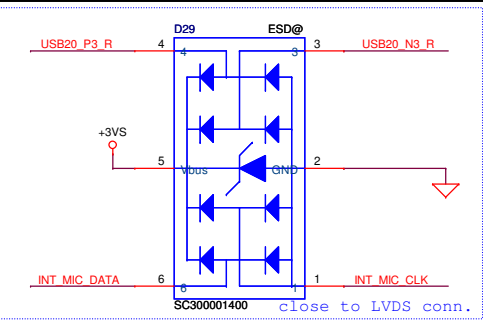 D29 ESD@
USB20_P3_R 4 4 3 3 USB20_N3_R
+3VS
5 Vbus GND 2
INT_MIC_DATA 6 6 1 1 INT_MIC_CLK
SC300001400 close to LVDS conn.